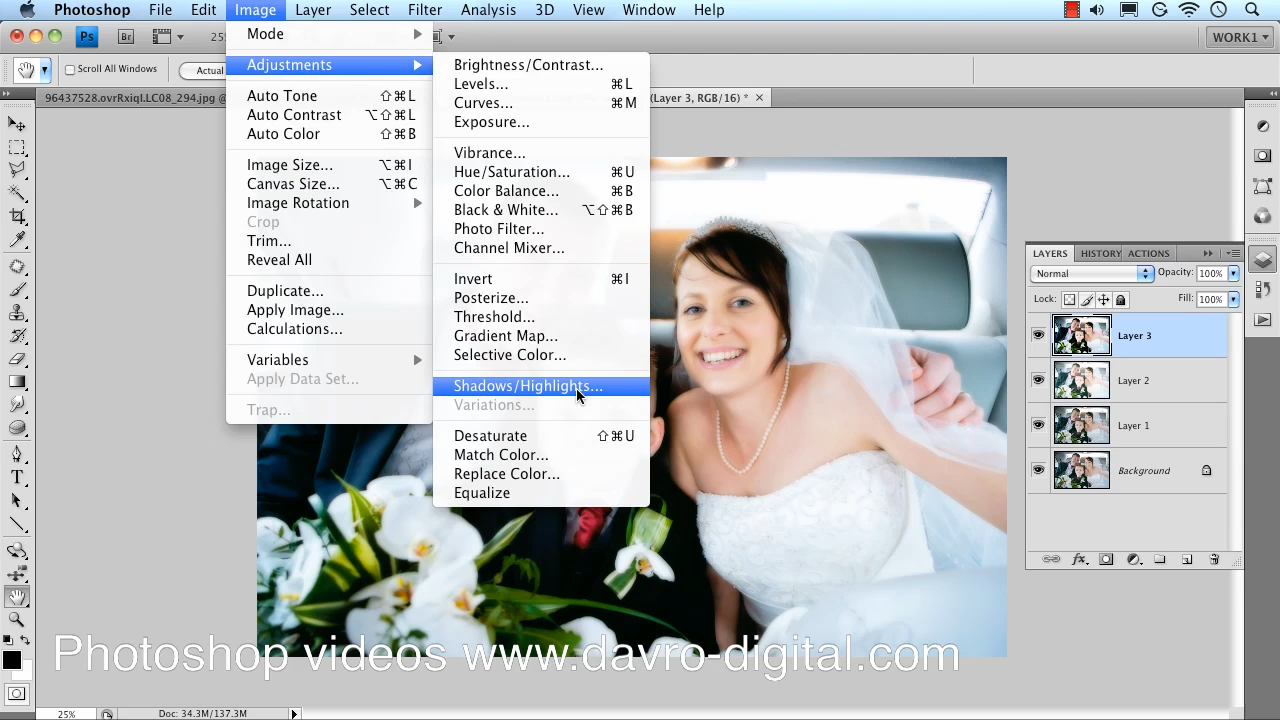 Photoshop File Edit Image Layer Select Filter Analysis 3D View Window Help
Ps Br WORK1
Scroll All Windows Actual
96437528.ovrRxiqI.LC08_294.jpg @ (Layer 3, RGB/16) *
Mode
Adjustments
Auto Tone ⇧⌘L
Auto Contrast ⌥⇧⌘L
Auto Color ⇧⌘B
Image Size... ⌥⌘I
Canvas Size... ⌥⌘C
Image Rotation
Crop
Trim...
Reveal All
Duplicate...
Apply Image...
Calculations...
Variables
Apply Data Set...
Trap...
Brightness/Contrast...
Levels... ⌘L
Curves... ⌘M
Exposure...
Vibrance...
Hue/Saturation... ⌘U
Color Balance... ⌘B
Black & White... ⌥⇧⌘B
Photo Filter...
Channel Mixer...
Invert ⌘I
Posterize...
Threshold...
Gradient Map...
Selective Color...
Shadows/Highlights...
Variations...
Desaturate ⇧⌘U
Match Color...
Replace Color...
Equalize
LAYERS HISTORY ACTIONS
Normal Opacity: 100%
Lock: Fill: 100%
Layer 3
Layer 2
Layer 1
Background
fx
Photoshop videos www.davro-digital.com
25% Doc: 34.3M/137.3M